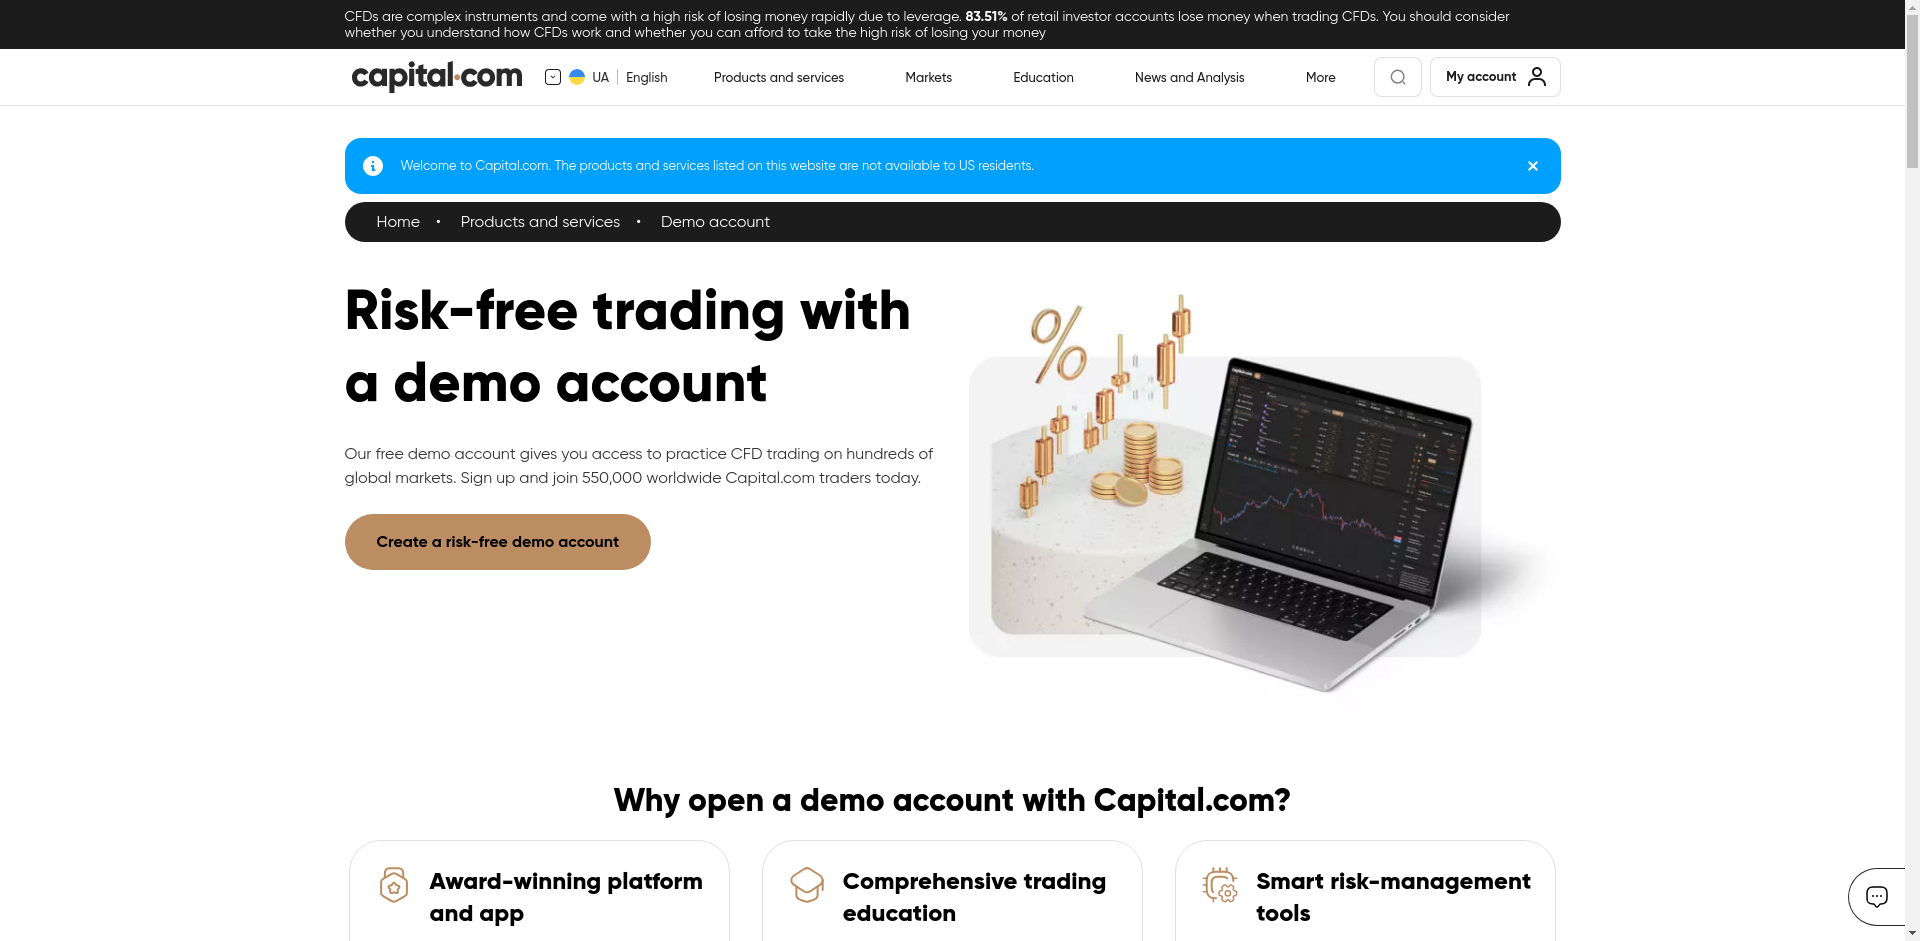 CFDs are complex instruments and come with a high risk of losing money rapidly due to leverage. 83.51% of retail investor accounts lose money when trading CFDs. You should consider
whether you understand how CFDs work and whether you can afford to take the high risk of losing your money
capital.com
UA English
Products and services
Markets
Education
News and Analysis
More
My account
Welcome to Capital.com. The products and services listed on this website are not available to US residents.
Home • Products and services • Demo account
Risk-free trading with
a demo account
Our free demo account gives you access to practice CFD trading on hundreds of
global markets. Sign up and join 550,000 worldwide Capital.com traders today.
Create a risk-free demo account
%
Why open a demo account with Capital.com?
Award-winning platform
and app
Comprehensive trading
education
Smart risk-management
tools